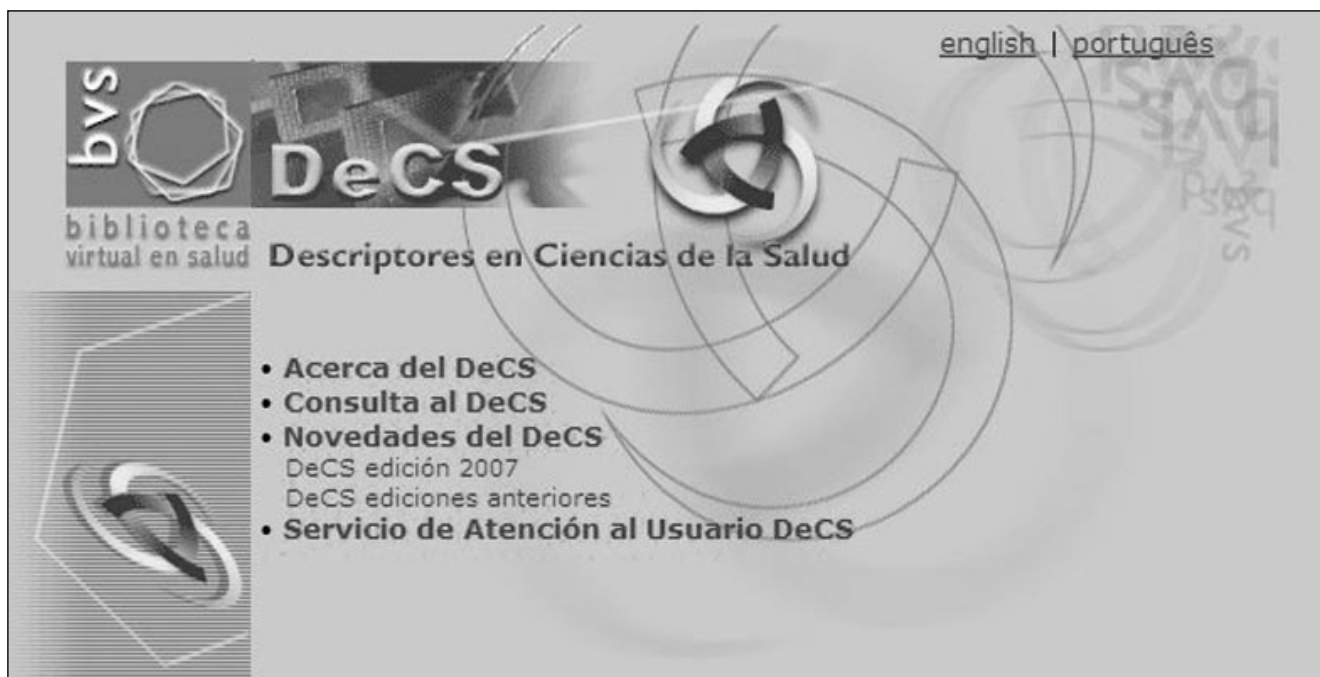 english | português
bvs
DeCS
biblioteca
virtual en salud
Descriptores en Ciencias de la Salud
• Acerca del DeCS
• Consulta al DeCS
• Novedades del DeCS
DeCS edición 2007
DeCS ediciones anteriores
• Servicio de Atención al Usuario DeCS